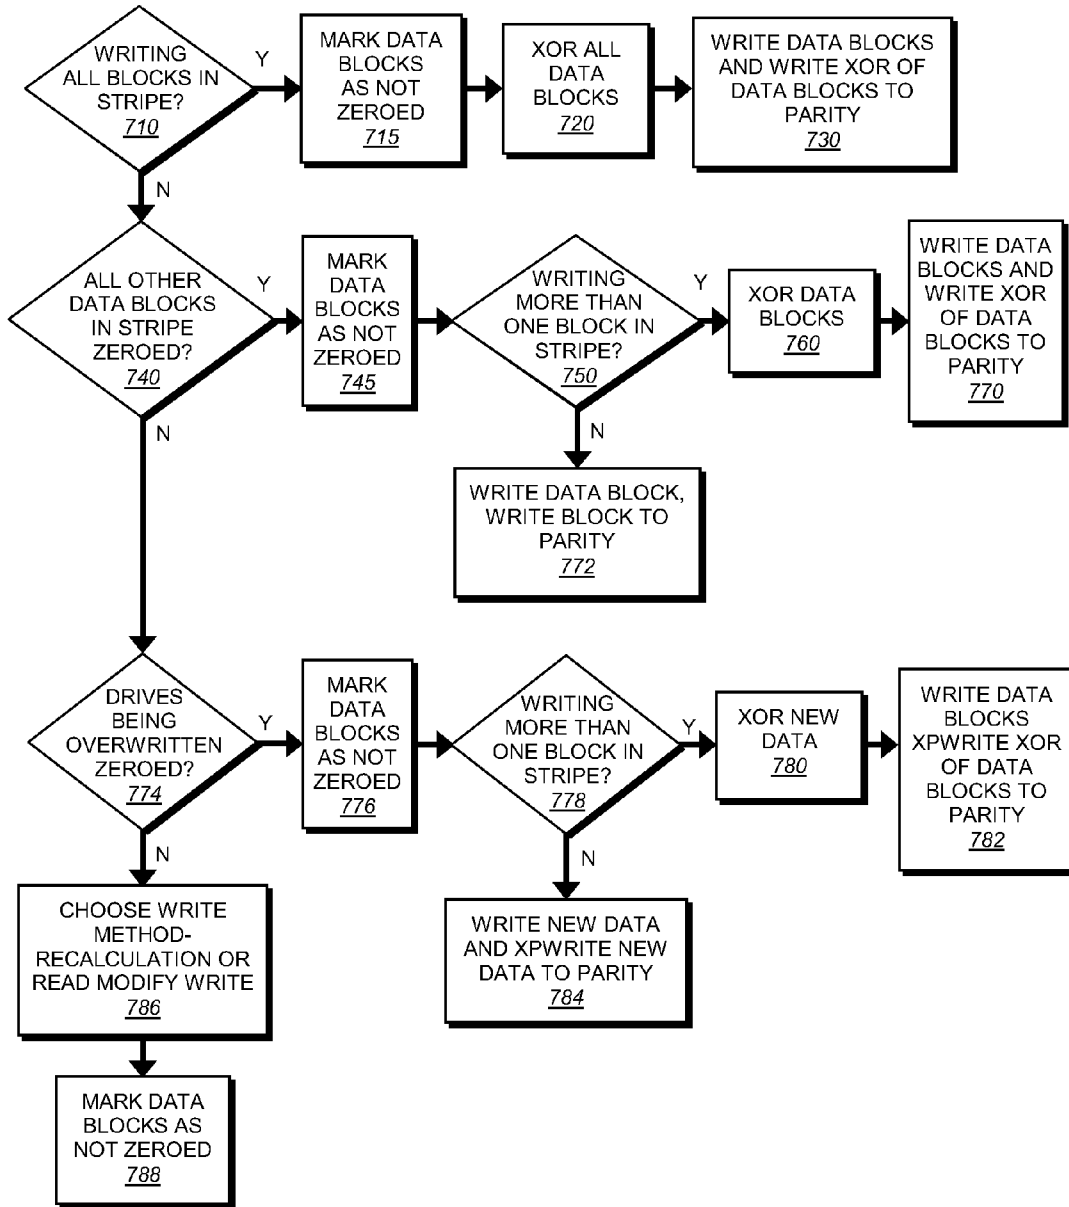 WRITING
ALL BLOCKS IN
STRIPE?
710
Y
MARK DATA
BLOCKS
AS NOT
ZEROED
715
XOR ALL
DATA
BLOCKS
720
WRITE DATA BLOCKS
AND WRITE XOR OF
DATA BLOCKS TO
PARITY
730
N
ALL OTHER
DATA BLOCKS
IN STRIPE
ZEROED?
740
Y
MARK
DATA
BLOCKS
AS NOT
ZEROED
745
WRITING
MORE THAN
ONE BLOCK IN
STRIPE?
750
Y
XOR DATA
BLOCKS
760
WRITE DATA
BLOCKS AND
WRITE XOR
OF DATA
BLOCKS TO
PARITY
770
N
N
WRITE DATA BLOCK,
WRITE BLOCK TO
PARITY
772
DRIVES
BEING
OVERWRITTEN
ZEROED?
774
Y
MARK
DATA
BLOCKS
AS NOT
ZEROED
776
WRITING
MORE THAN
ONE BLOCK IN
STRIPE?
778
Y
XOR NEW
DATA
780
WRITE DATA
BLOCKS
XPWRITE XOR
OF DATA
BLOCKS TO
PARITY
782
N
N
CHOOSE WRITE
METHOD-
RECALCULATION OR
READ MODIFY WRITE
786
WRITE NEW DATA
AND XPWRITE NEW
DATA TO PARITY
784
MARK DATA
BLOCKS AS
NOT ZEROED
788